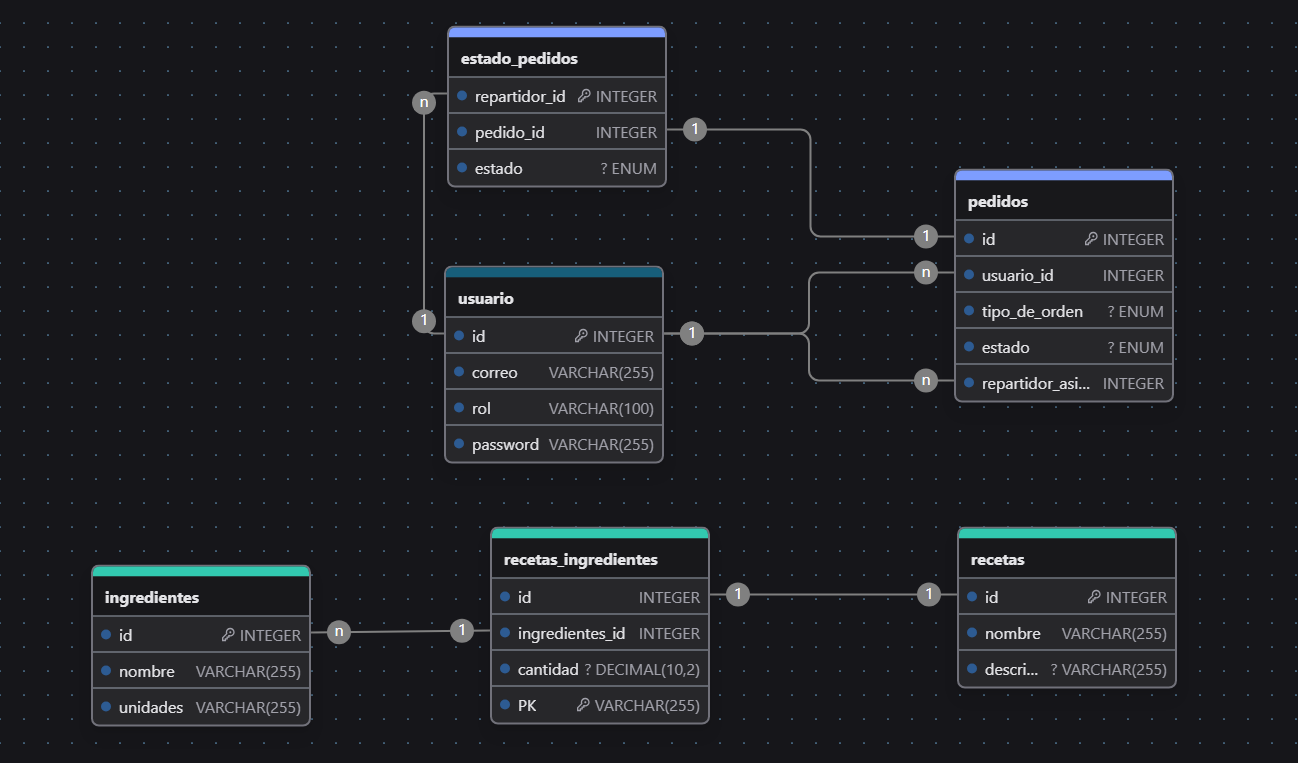 estado_pedidos
repartidor_id INTEGER
pedido_id INTEGER
estado ? ENUM
n
1
1
1
n
n
1
pedidos
id INTEGER
usuario_id INTEGER
tipo_de_orden ? ENUM
estado ? ENUM
repartidor_asi... INTEGER
usuario
id INTEGER
correo VARCHAR(255)
rol VARCHAR(100)
password VARCHAR(255)
ingredientes
id INTEGER
nombre VARCHAR(255)
unidades VARCHAR(255)
n
1
recetas_ingredientes
id INTEGER
ingredientes_id INTEGER
cantidad ? DECIMAL(10,2)
PK VARCHAR(255)
1
1
recetas
id INTEGER
nombre VARCHAR(255)
descri... ? VARCHAR(255)